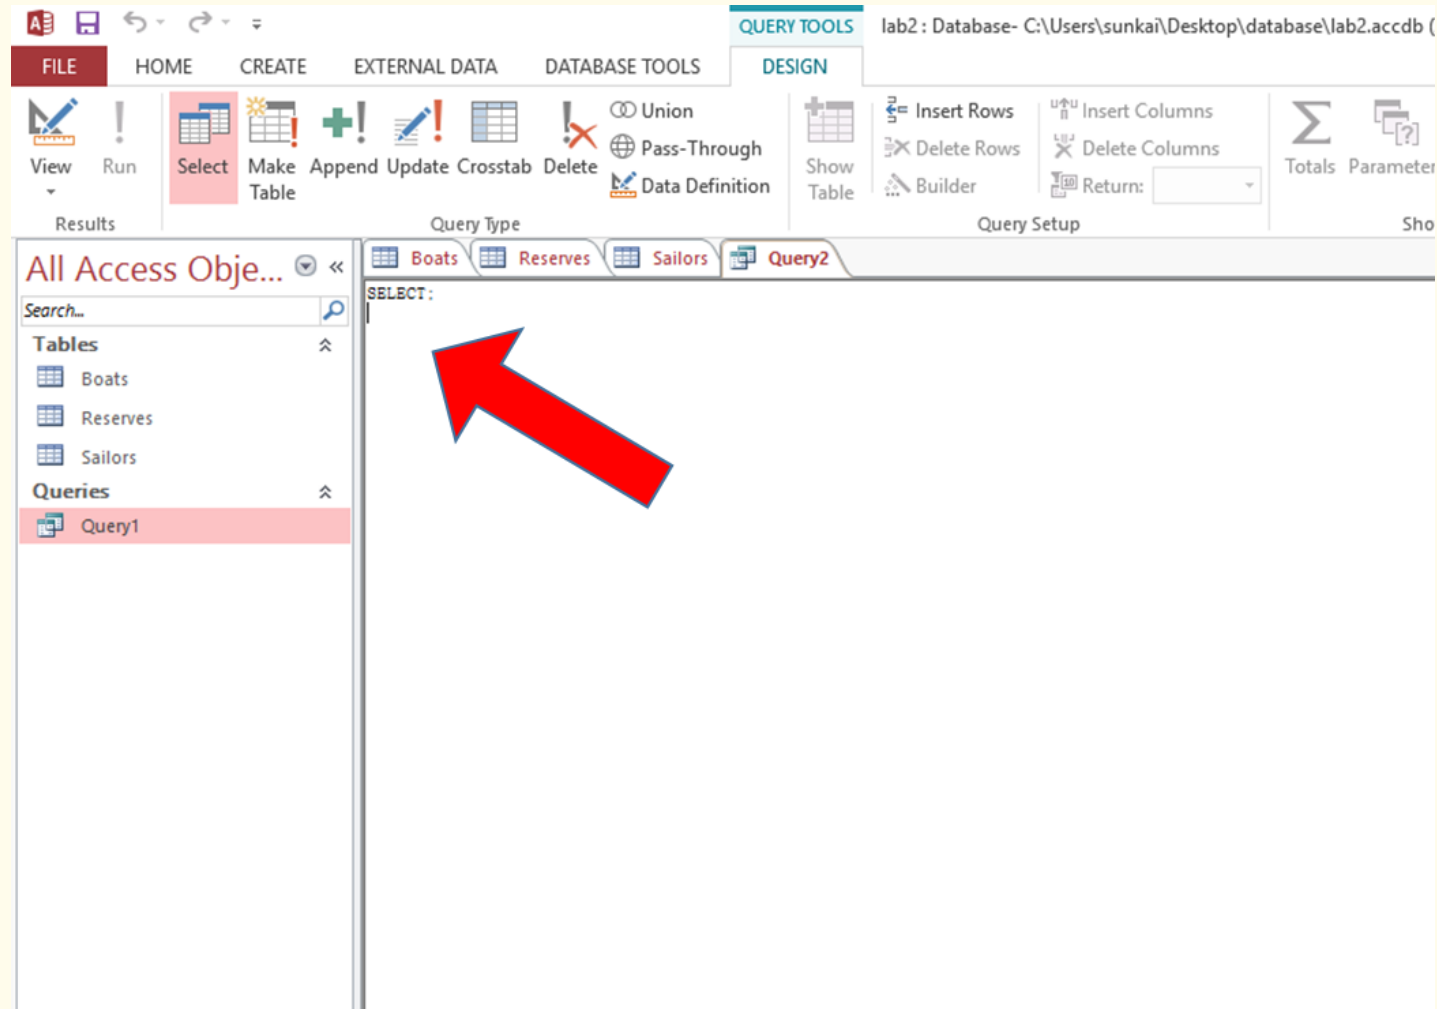 QUERY TOOLS lab2 : Database- C:\Users\sunkai\Desktop\database\lab2.accdb (
FILE HOME CREATE EXTERNAL DATA DATABASE TOOLS DESIGN
View
Run
Select
Make
Table
Append
Update
Crosstab
Delete
Union
Pass-Through
Data Definition
Show
Table
Insert Rows
Delete Rows
Builder
Insert Columns
Delete Columns
Return:
Totals
Parameter
Results
Query Type
Query Setup
Sho
All Access Obje...
Search...
Tables
Boats
Reserves
Sailors
Queries
Query1
Boats Reserves Sailors Query2
SELECT;